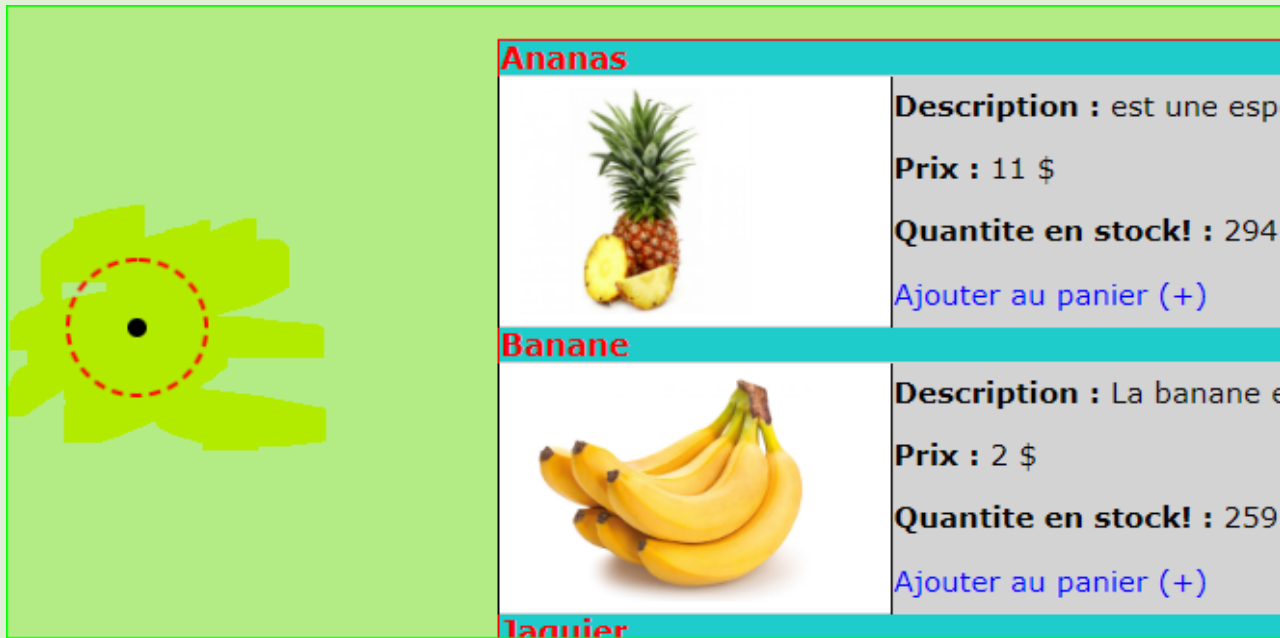 Ananas
Description : est une esp
Prix : 11 $
Quantite en stock! : 294
Ajouter au panier (+)
Banane
Description : La banane e
Prix : 2 $
Quantite en stock! : 259
Ajouter au panier (+)
Jaquier